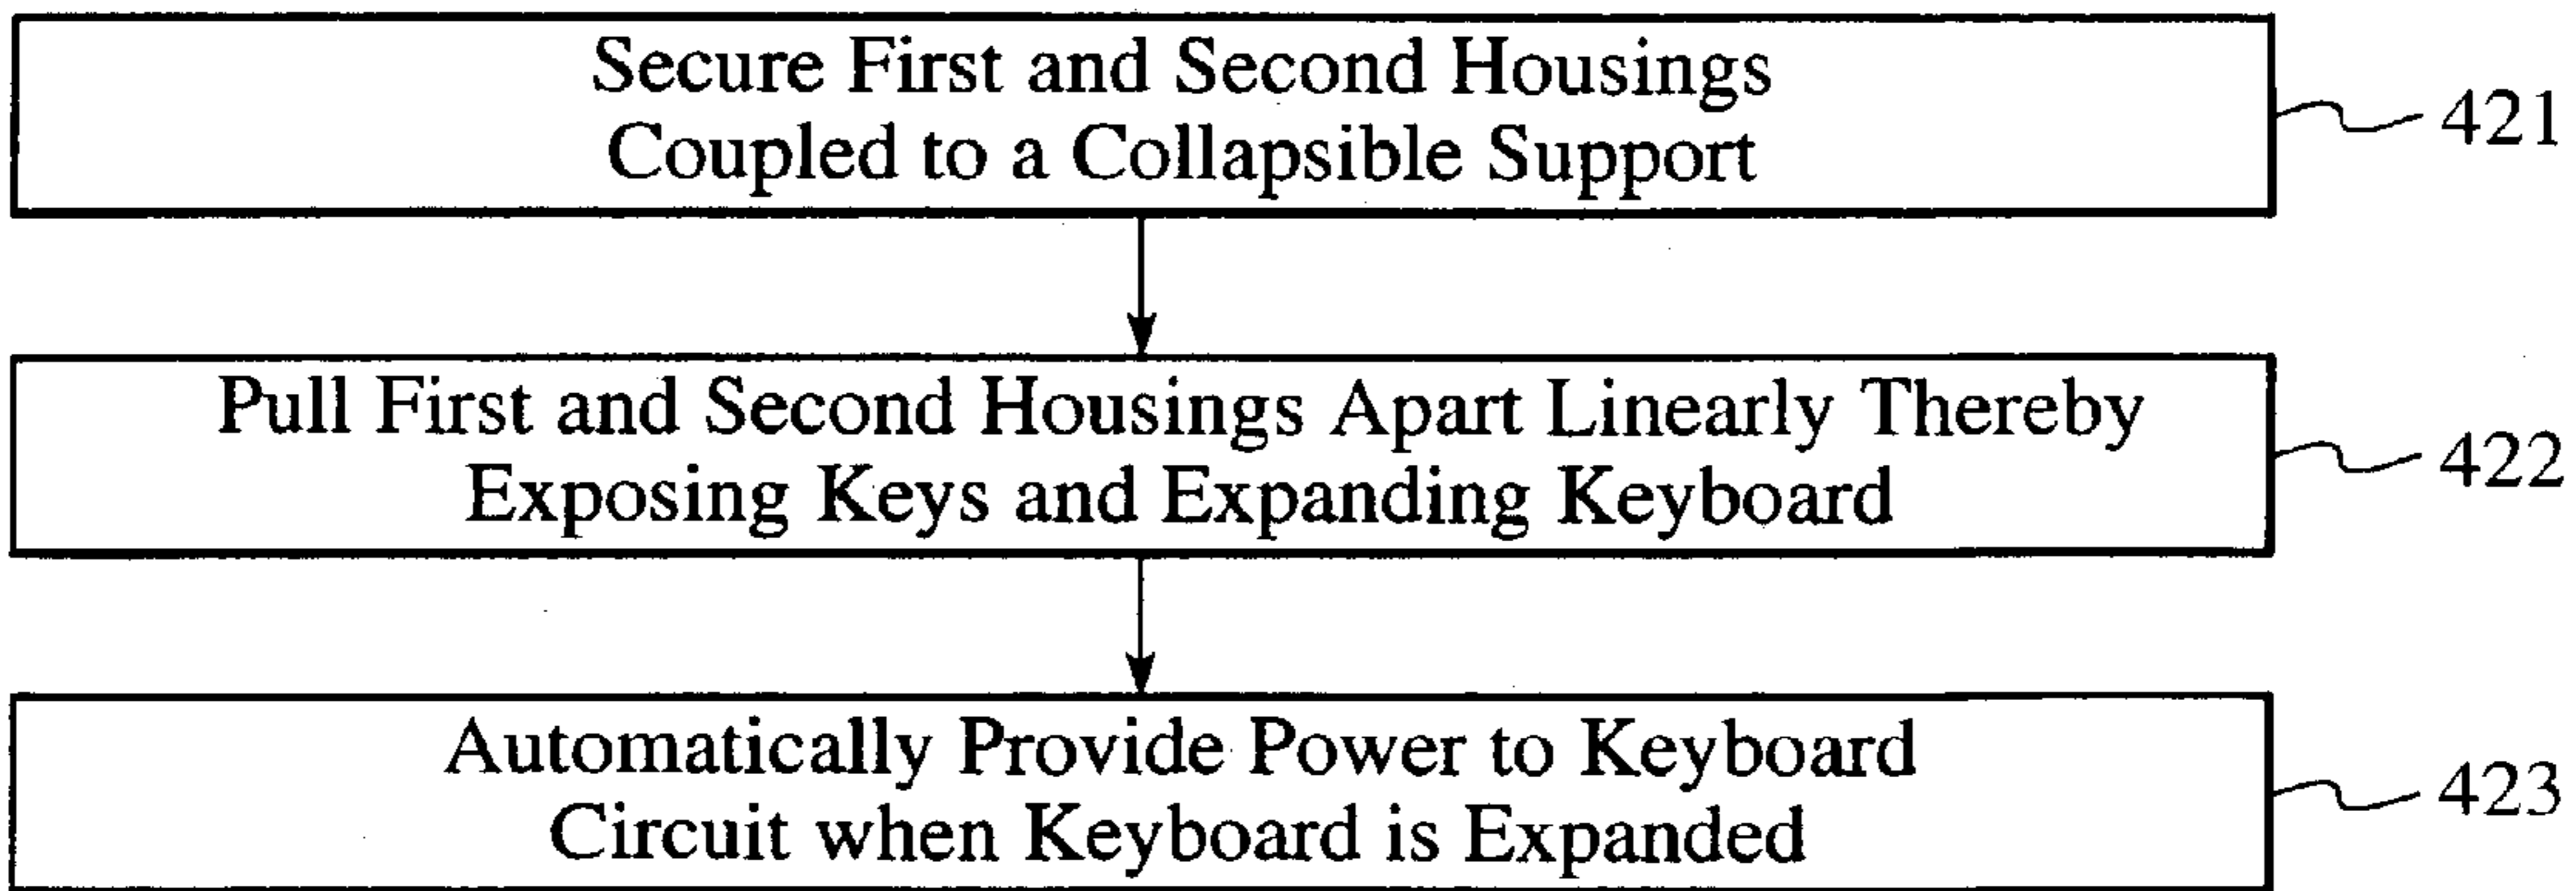 Secure First and Second Housings
Coupled to a Collapsible Support
421
Pull First and Second Housings Apart Linearly Thereby
Exposing Keys and Expanding Keyboard
422
Automatically Provide Power to Keyboard
Circuit when Keyboard is Expanded
423